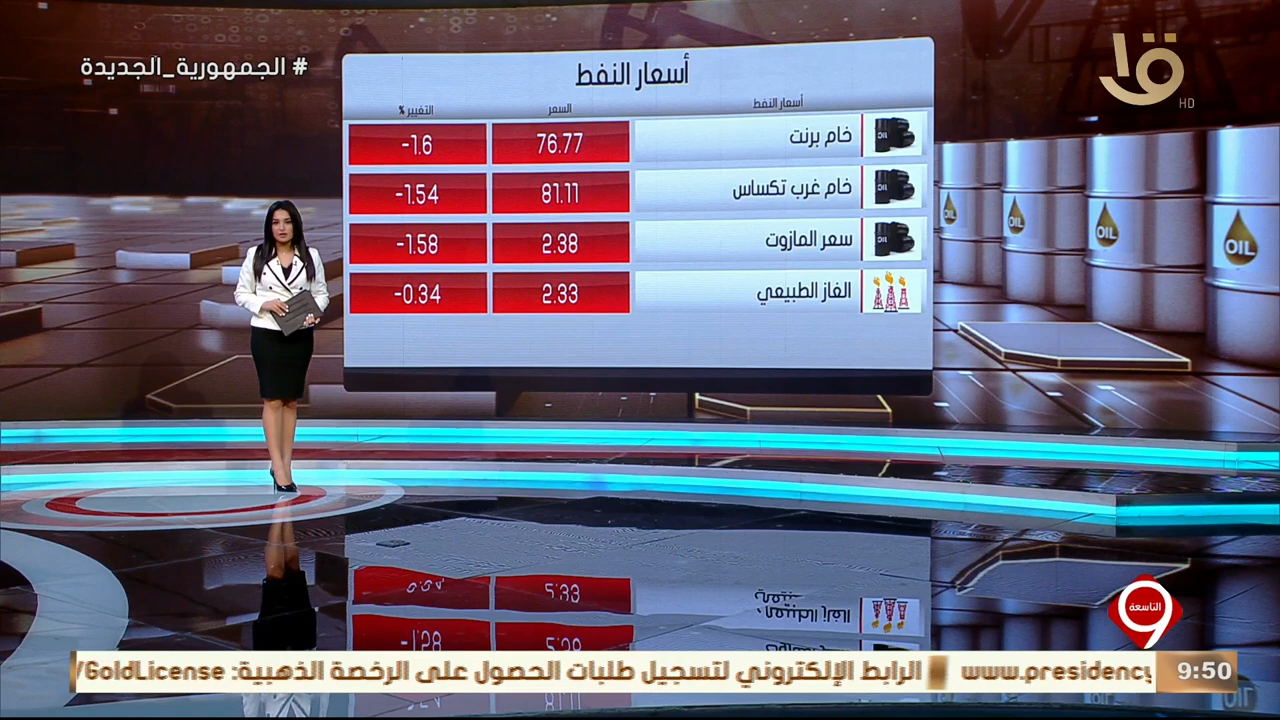 # الجمهورية_الجديدة
HD
أسعار النفط
أسعار النفط السعر التغيير %
خام برنت 76.77 -1.6
خام غرب تكساس 81.11 -1.54
سعر المازوت 2.38 -1.58
الغاز الطبيعي 2.33 -0.34
OIL
OIL
OIL
OIL
التاسعة
9
9:50 www.presidency الرابط الإلكتروني لتسجيل طلبات الحصول على الرخصة الذهبية: /GoldLicense